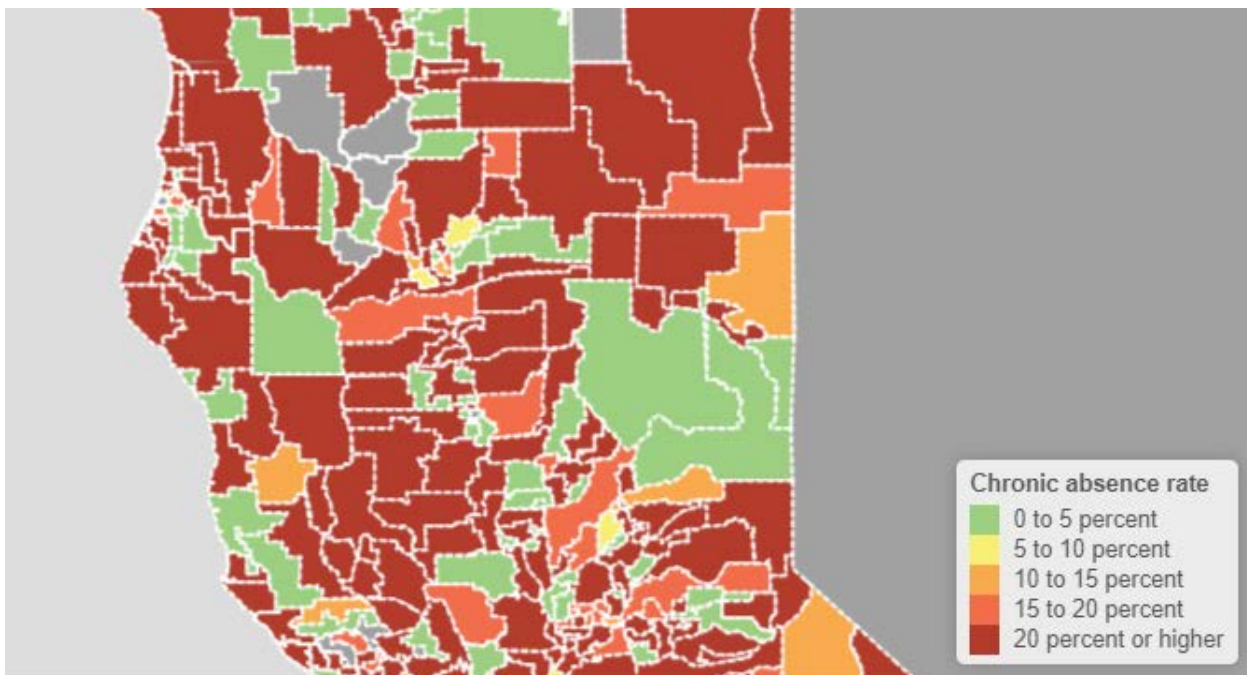 Chronic absence rate
0 to 5 percent
5 to 10 percent
10 to 15 percent
15 to 20 percent
20 percent or higher